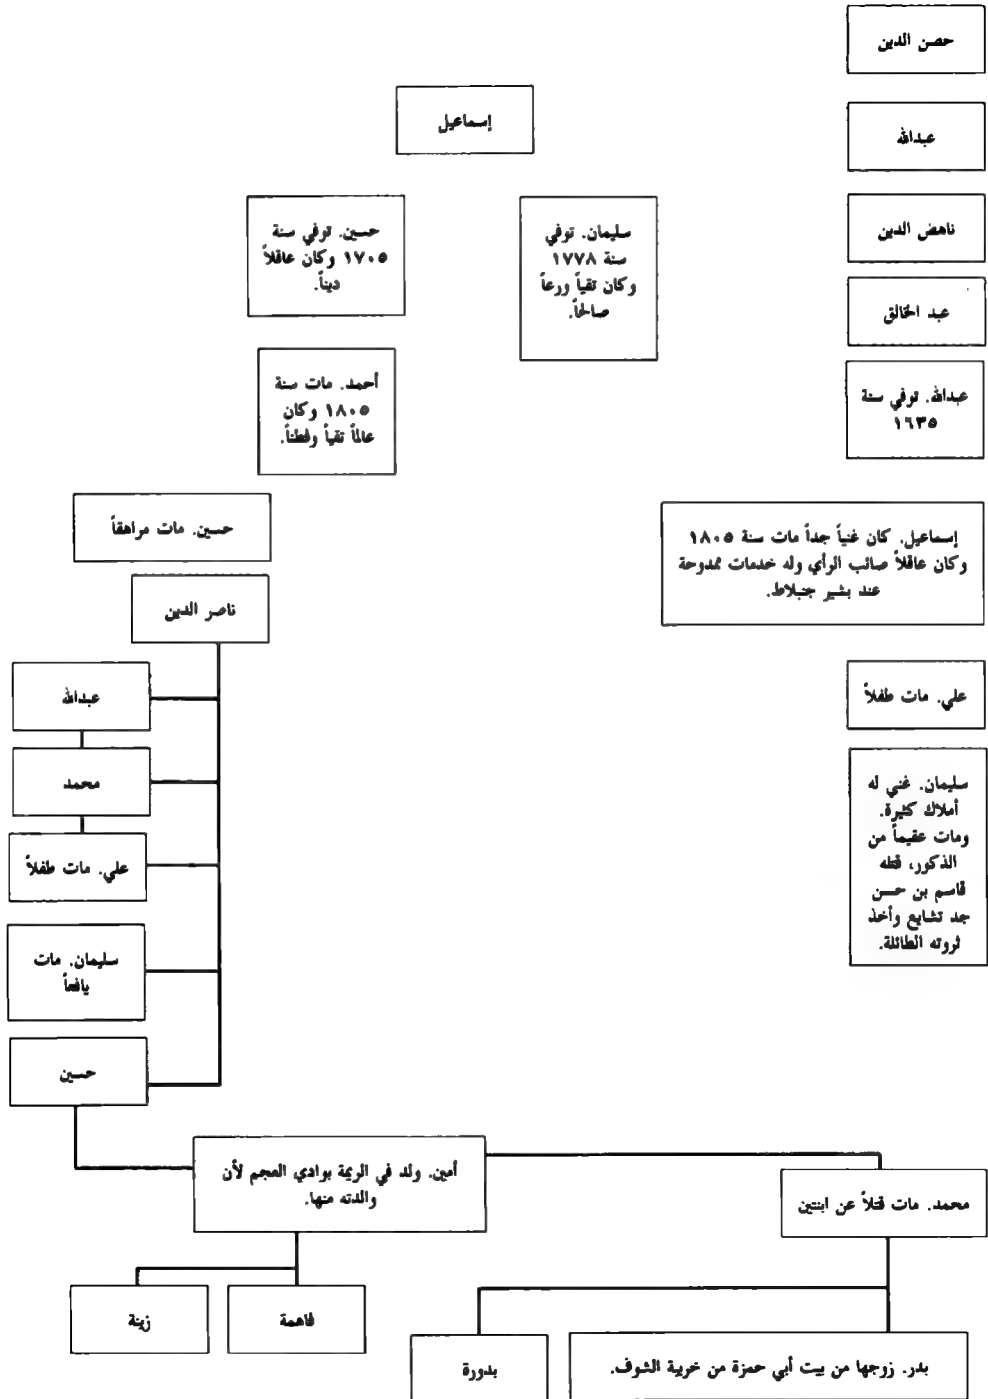 حصن الدين
إسماعيل
عبدالله
ناهض الدين
حسين. توفي سنة
١٧٠٥ وكان عاقلاً
ديناً.
سليمان. توفي
سنة ١٧٧٨
وكان تقياً ورعاً
صالحاً.
عبد الخالق
أحمد. مات سنة
١٨٠٥ وكان
عالماً تقياً وفطناً.
عبدالله. توفي سنة
١٦٣٥
حسين. مات مراهقاً
إسماعيل. كان غنياً جداً مات سنة ١٨٠٥
وكان عاقلاً صائب الرأي وله خدمات ممدوحة
عند بشير جنبلاط.
ناصر الدين
علي. مات طفلاً
عبدالله
محمد
علي. مات طفلاً
سليمان. مات
يافعاً
حسين
سليمان. غني له
أملاك كثيرة.
ومات عقيماً من
الذكور، قتله
قاسم بن حسن
جد تشايع وأخذ
ثروته الطائلة.
أمين. ولد في الريمة بوادي العجم لأن
والدته منها.
محمد. مات قتلاً عن ابنتين
زينة
فاهمة
بدورة
بدر. زوجها من بيت أبي حمزة من خريبة الشوف.